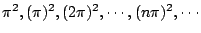 π², (π)², (2π)², ⋯, (nπ)², ⋯